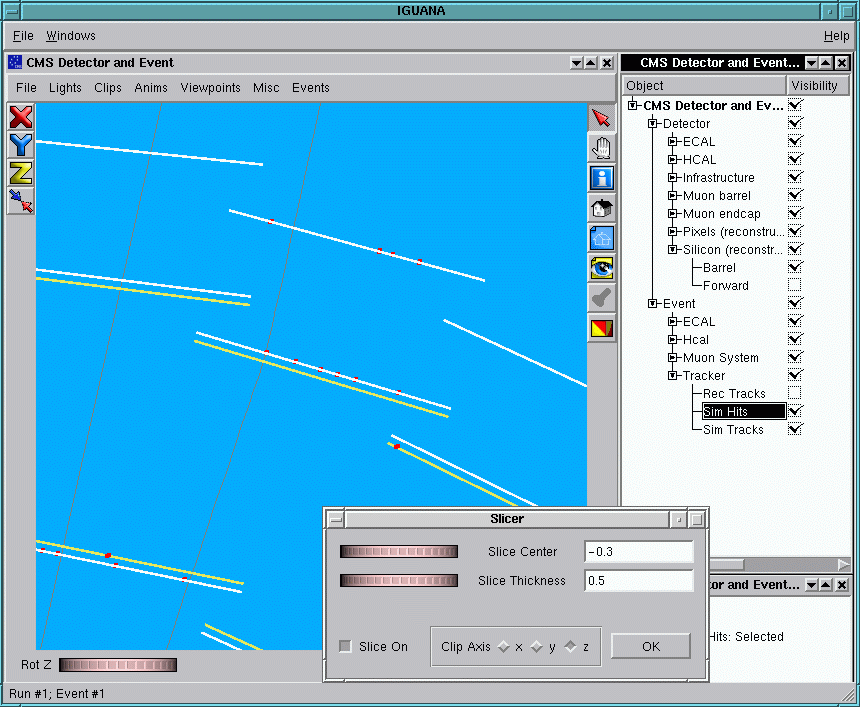 IGUANA
File Windows Help
CMS Detector and Event
File Lights Clips Anims Viewpoints Misc Events
CMS Detector and Event...
Object Visibility
CMS Detector and Ev...
Detector
ECAL
HCAL
Infrastructure
Muon barrel
Muon endcap
Pixels (reconstru...
Silicon (reconstr...
Barrel
Forward
Event
ECAL
Hcal
Muon System
Tracker
Rec Tracks
Sim Hits
Sim Tracks
Slicer
Slice Center -0.3
Slice Thickness 0.5
Slice On Clip Axis x y z OK
or and Event...
Hits: Selected
Rot Z
Run #1; Event #1